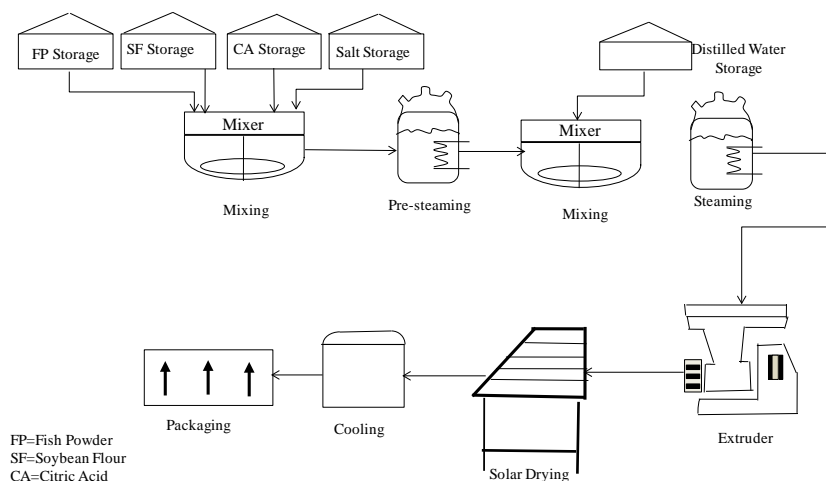 FP Storage
SF Storage
CA Storage
Salt Storage
Distilled Water
Storage
Mixer
Mixer
Mixing
Pre-steaming
Mixing
Steaming
Packaging
Cooling
Solar Drying
Extruder
FP=Fish Powder
SF=Soybean Flour
CA=Citric Acid